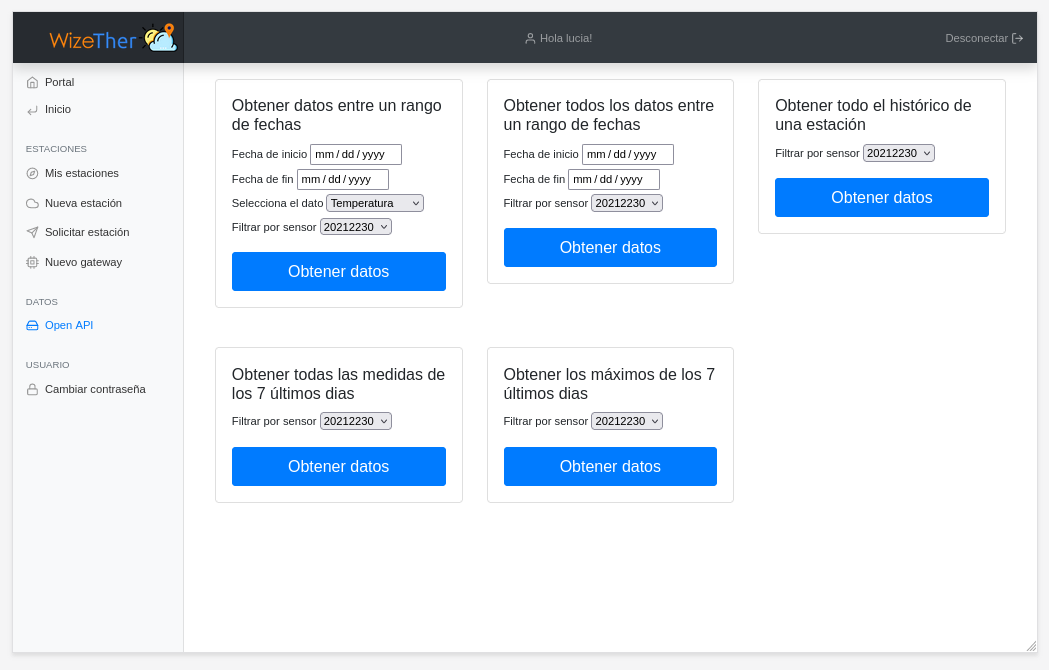 WizeTher
Hola lucia!
Desconectar
Portal
Inicio
ESTACIONES
Mis estaciones
Nueva estación
Solicitar estación
Nuevo gateway
DATOS
Open API
USUARIO
Cambiar contraseña
Obtener datos entre un rango
de fechas
Fecha de inicio mm / dd / yyyy
Fecha de fin mm / dd / yyyy
Selecciona el dato Temperatura
Filtrar por sensor 20212230
Obtener datos
Obtener todos los datos entre
un rango de fechas
Fecha de inicio mm / dd / yyyy
Fecha de fin mm / dd / yyyy
Filtrar por sensor 20212230
Obtener datos
Obtener todo el histórico de
una estación
Filtrar por sensor 20212230
Obtener datos
Obtener todas las medidas de
los 7 últimos dias
Filtrar por sensor 20212230
Obtener datos
Obtener los máximos de los 7
últimos dias
Filtrar por sensor 20212230
Obtener datos